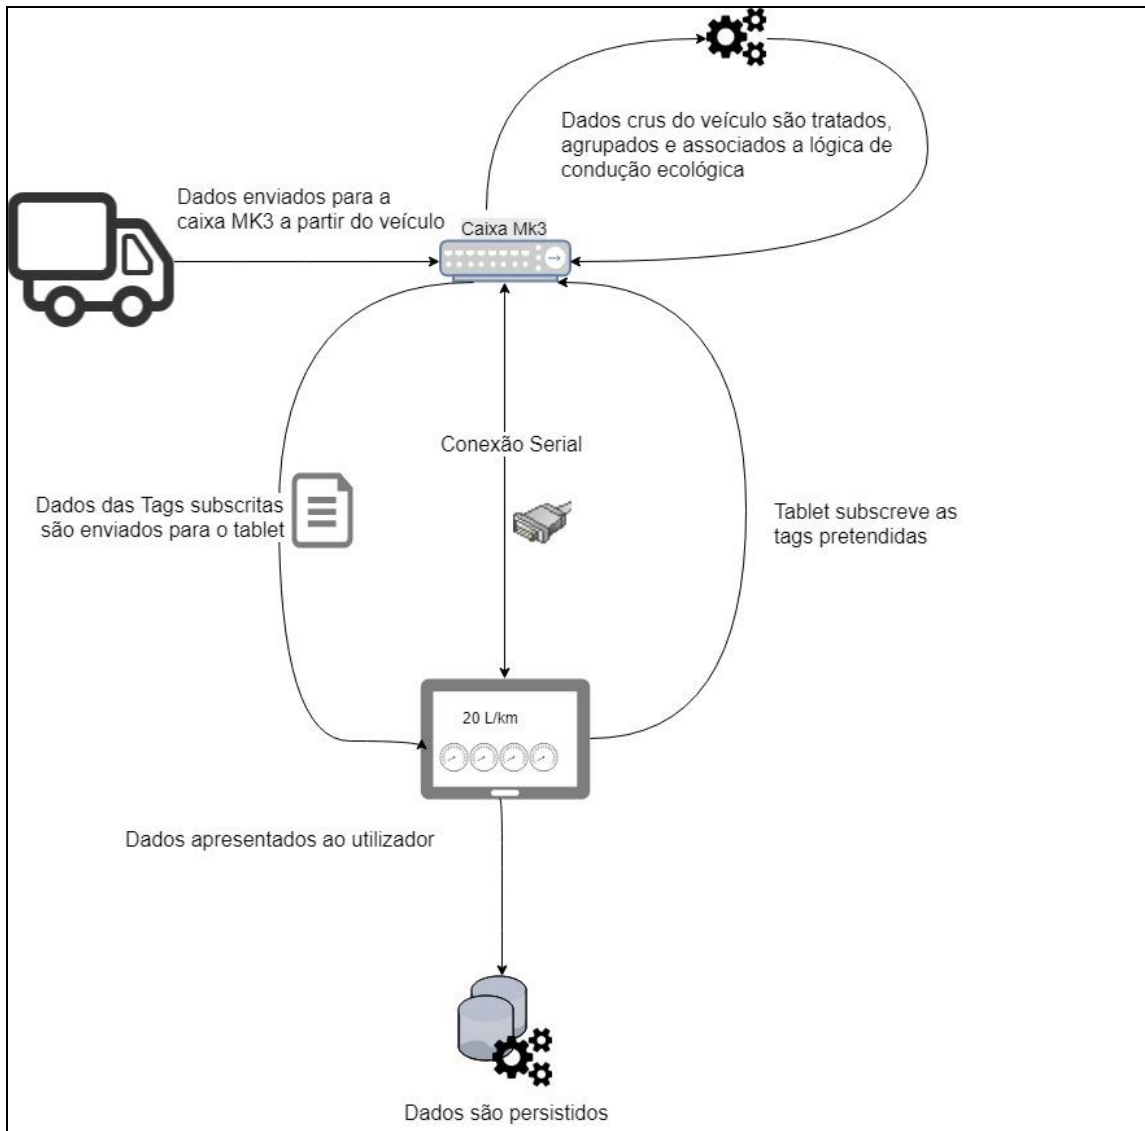 Dados crus do veículo são tratados,
agrupados e associados a lógica de
condução ecológica
Dados enviados para a
caixa MK3 a partir do veículo
Caixa Mk3
Conexão Serial
Dados das Tags subscritas
são enviados para o tablet
Tablet subscreve as
tags pretendidas
20 L/km
Dados apresentados ao utilizador
Dados são persistidos